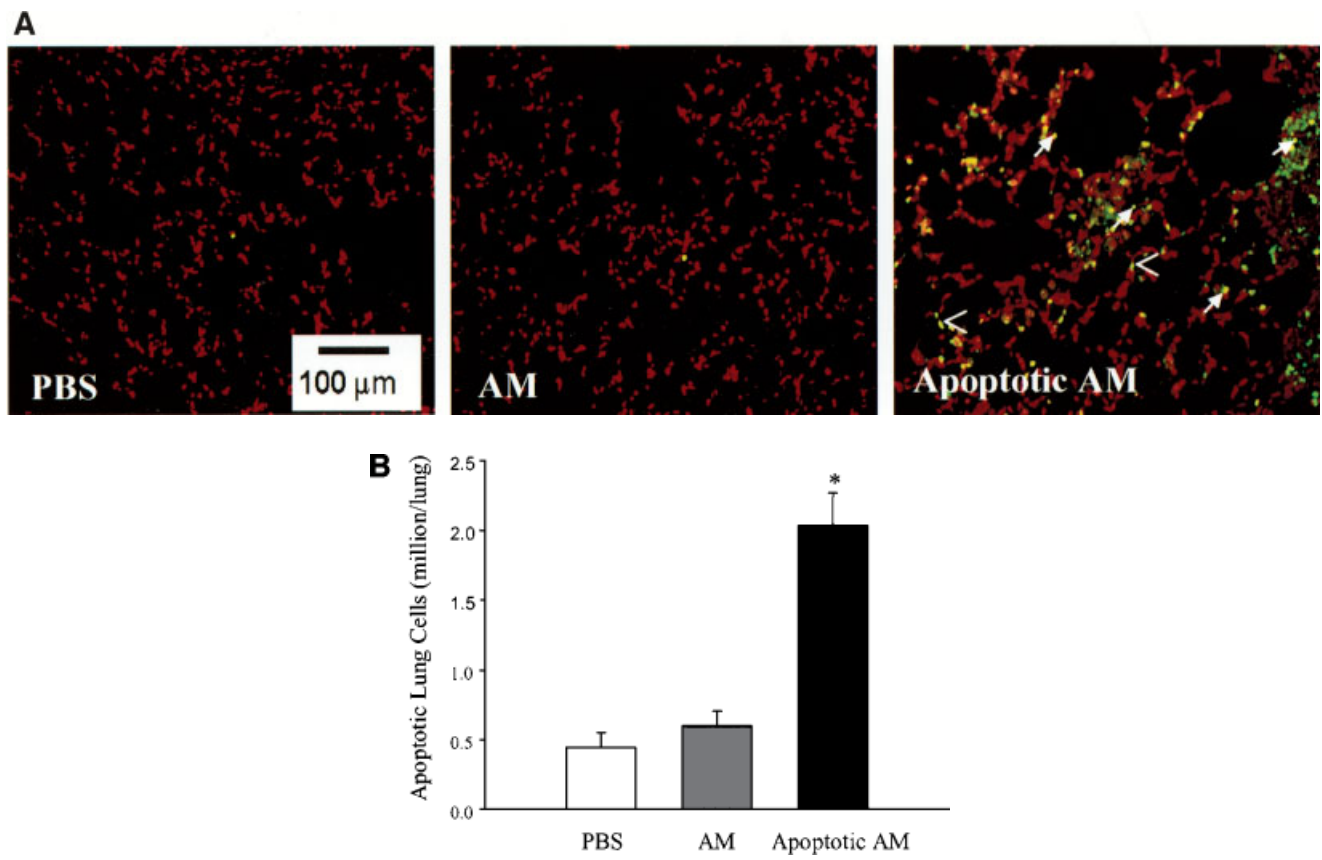 A
PBS
100 μm
AM
Apoptotic AM
B
Apoptotic Lung Cells (million/lung)
2.5
2.0
1.5
1.0
0.5
0.0
*
PBS AM Apoptotic AM